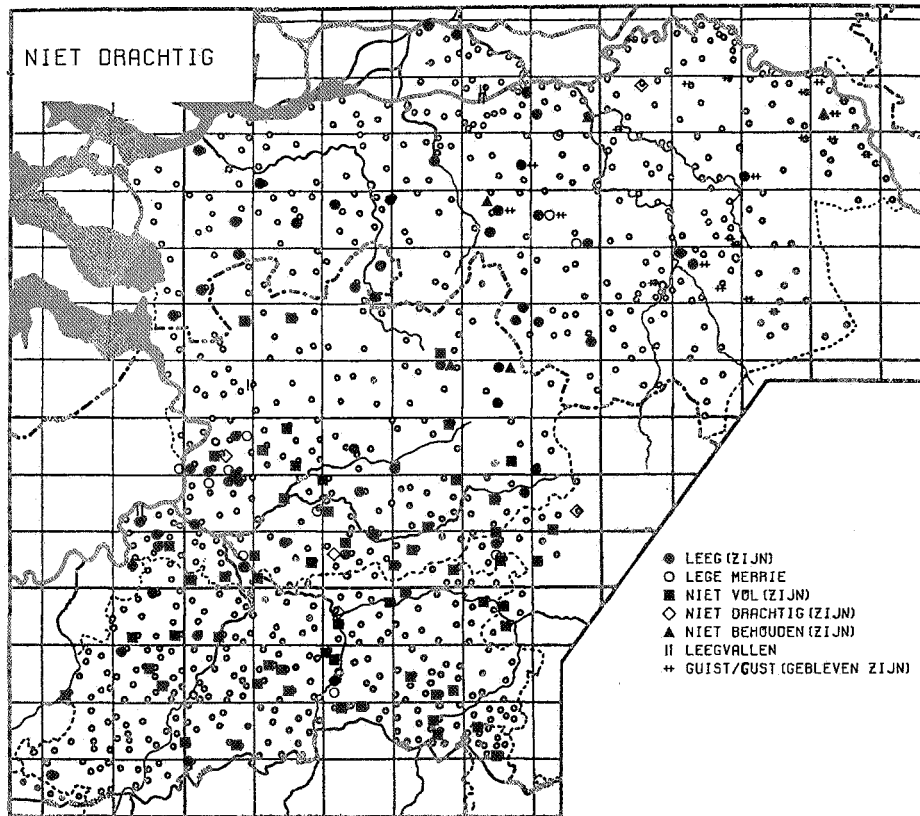 NIET DRACHTIG
LEEG (ZIJN)
LEGE MERRIE
NIET VOL (ZIJN)
NIET DRACHTIG (ZIJN)
NIET BEHOUDEN (ZIJN)
LEEGVALLEN
GUIST/GUST (GEBLEVEN ZIJN)